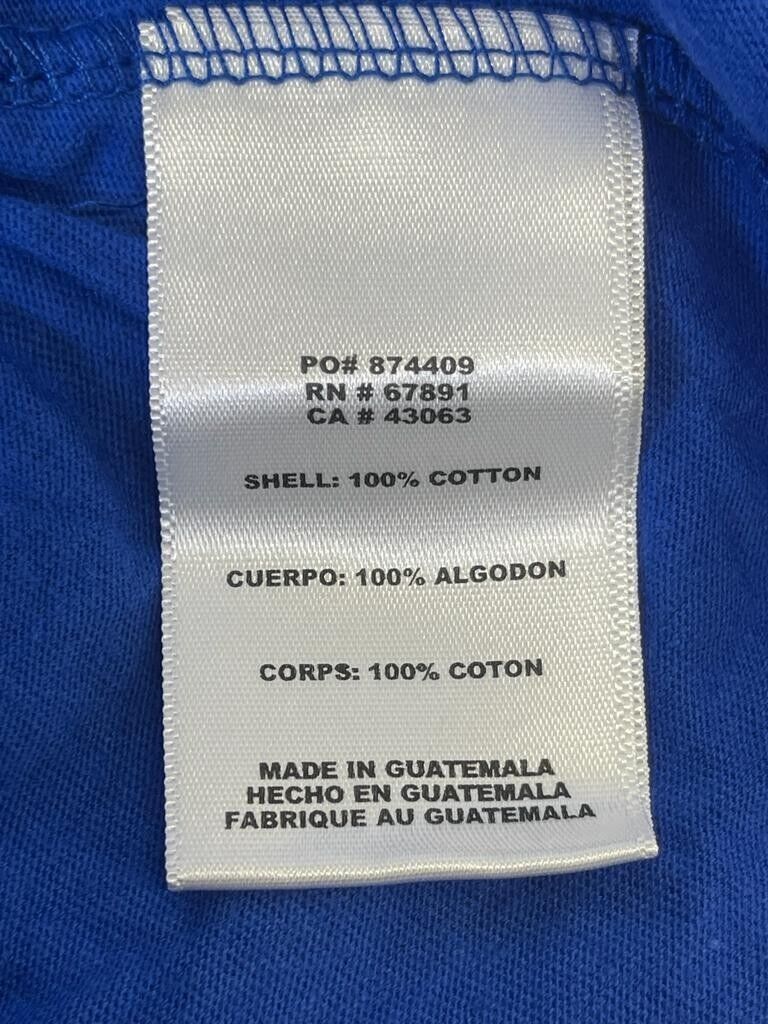 PO# 874409
RN # 67891
CA # 43063
SHELL: 100% COTTON
CUERPO: 100% ALGODON
CORPS: 100% COTON
MADE IN GUATEMALA
HECHO EN GUATEMALA
FABRIQUE AU GUATEMALA